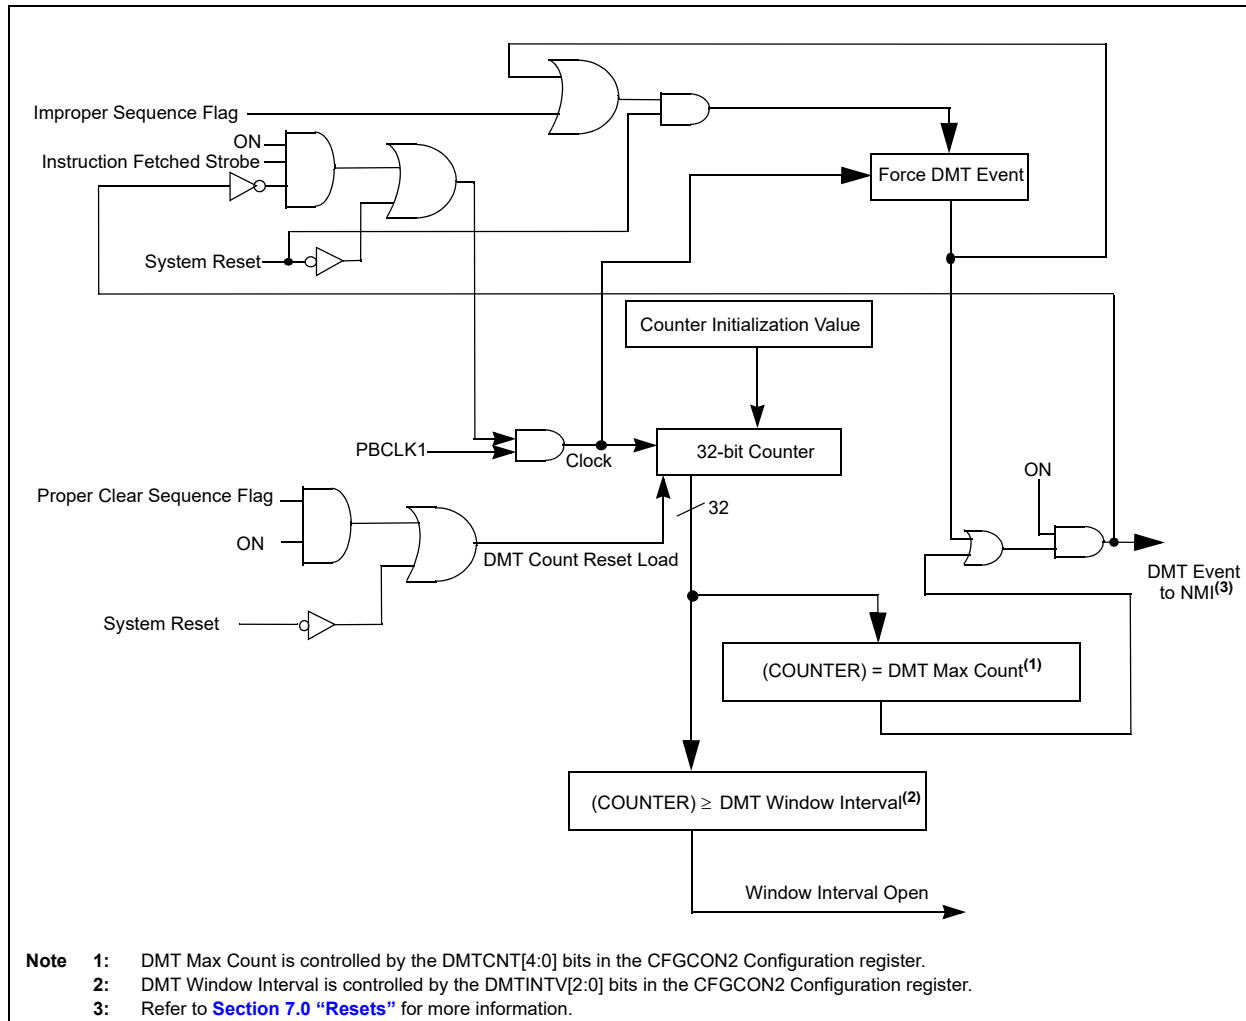 Improper Sequence Flag
ON
Instruction Fetched Strobe
Force DMT Event
System Reset
Counter Initialization Value
PBCLK1
Clock
32-bit Counter
Proper Clear Sequence Flag
32
ON
ON
DMT Count Reset Load
DMT Event
to NMI(3)
System Reset
(COUNTER) = DMT Max Count(1)
(COUNTER) ≥ DMT Window Interval(2)
Window Interval Open
Note 1: DMT Max Count is controlled by the DMTCNT[4:0] bits in the CFGCON2 Configuration register.
2: DMT Window Interval is controlled by the DMTINTV[2:0] bits in the CFGCON2 Configuration register.
3: Refer to Section 7.0 “Resets” for more information.